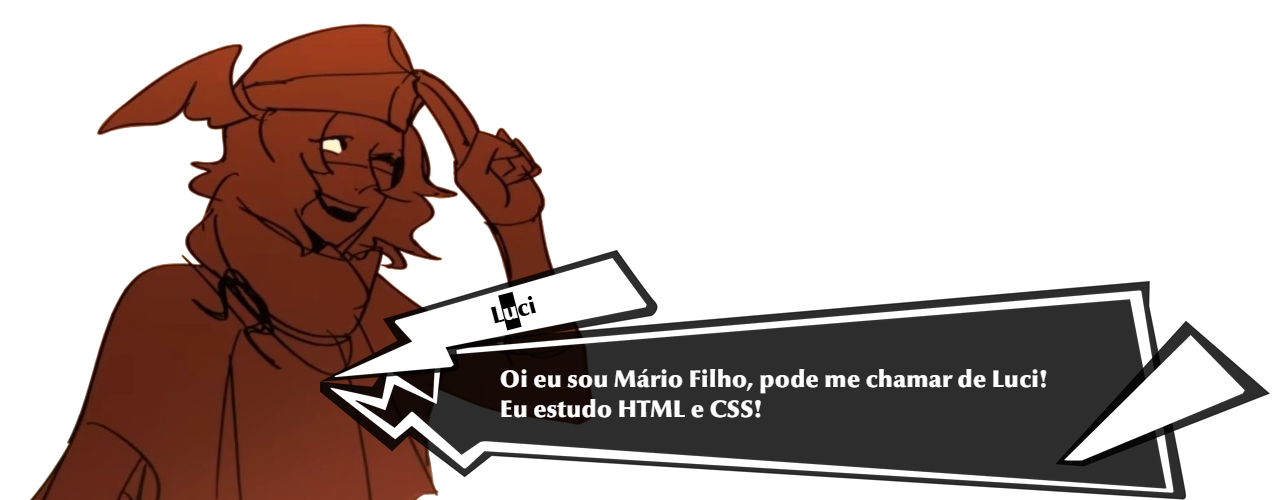 Luci
Oi eu sou Mário Filho, pode me chamar de Luci!
Eu estudo HTML e CSS!